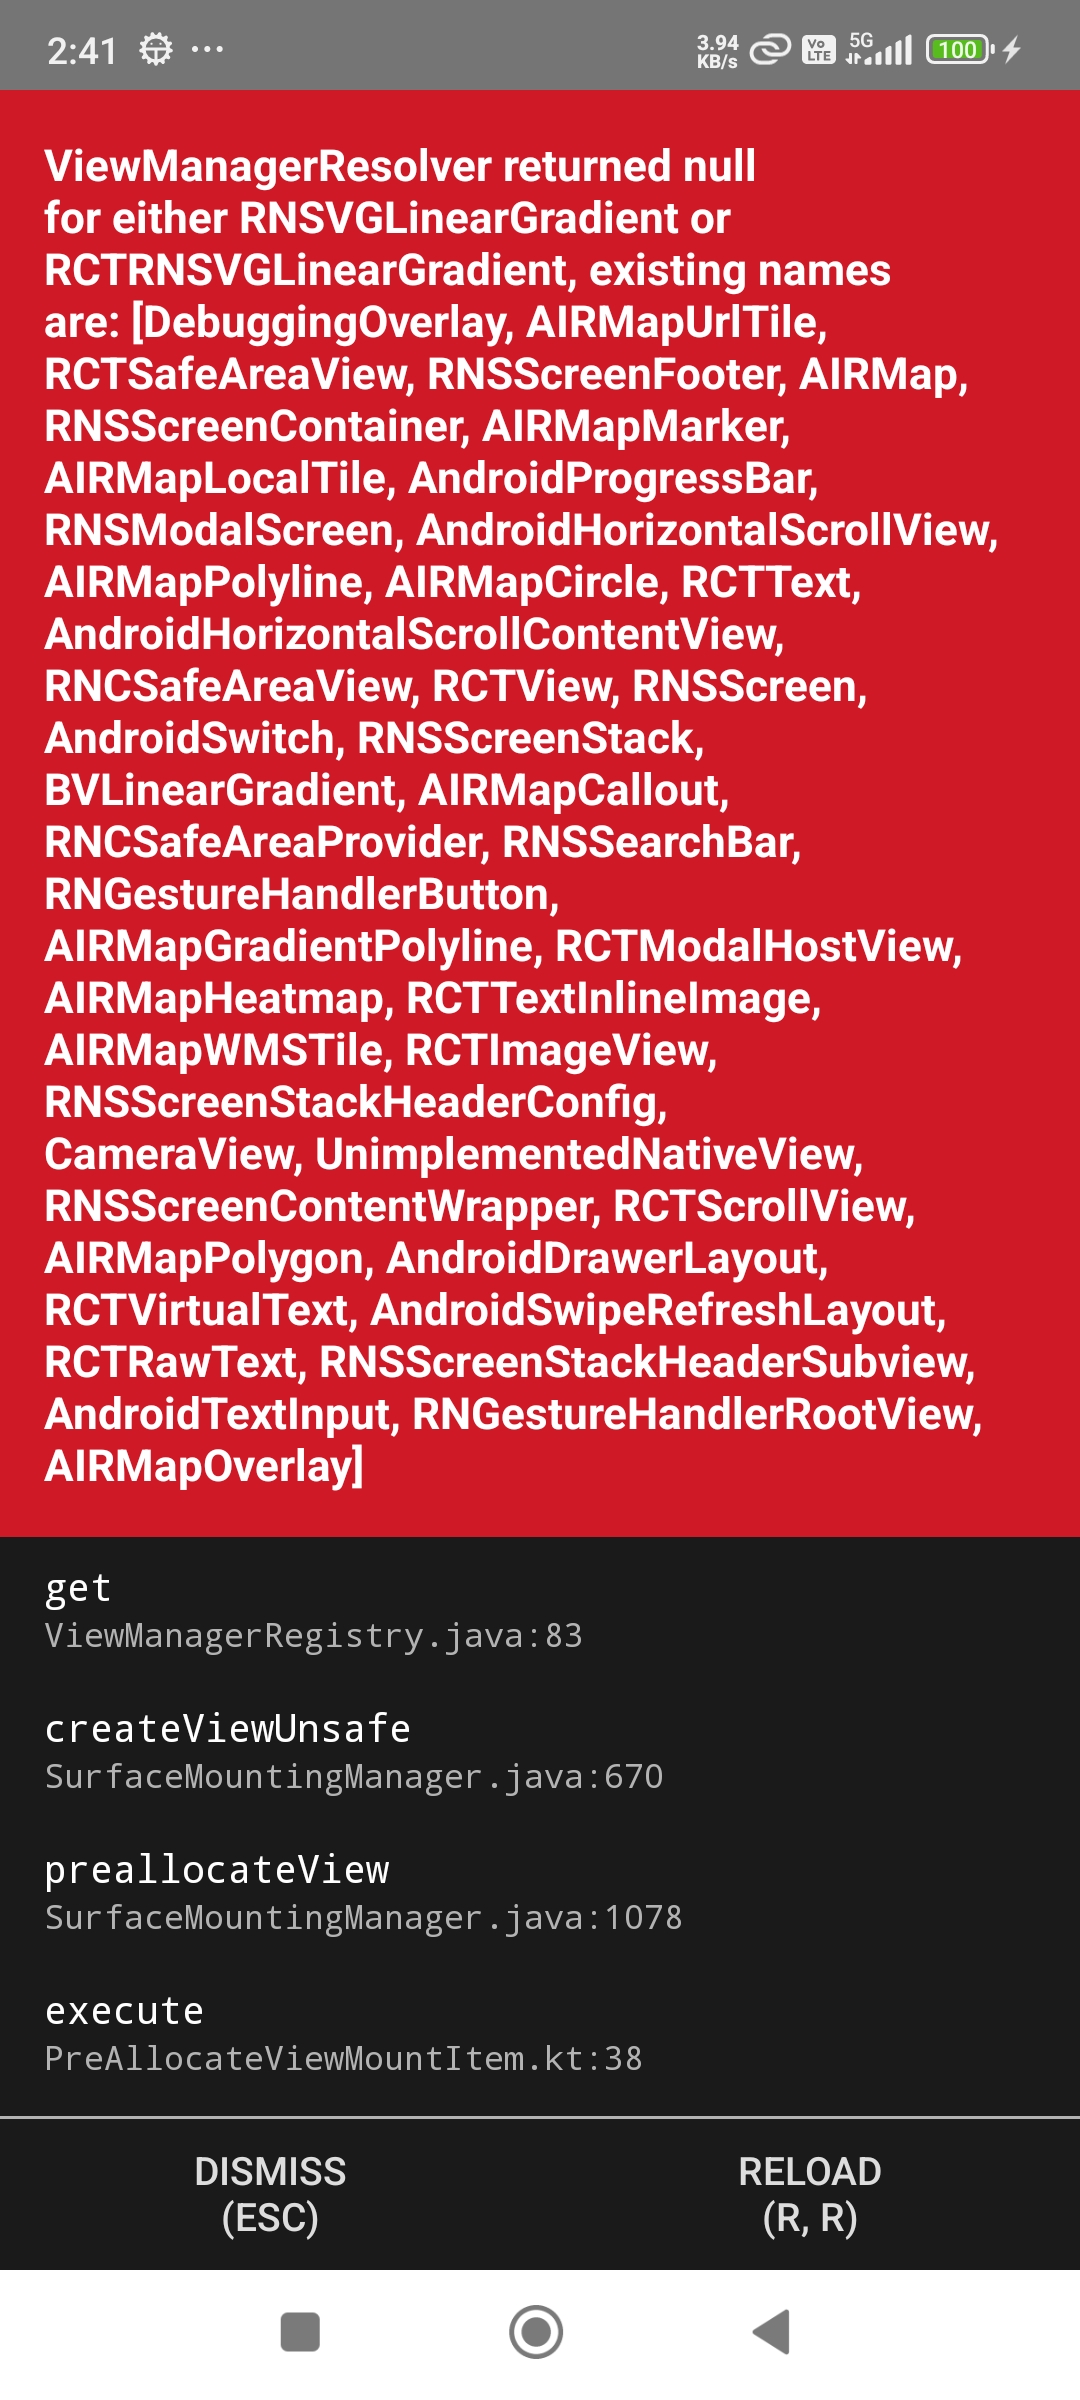 2:41
3.94
KB/s
Vo
LTE
5G
100
ViewManagerResolver returned null
for either RNSVGLinearGradient or
RCTRNSVGLinearGradient, existing names
are: [DebuggingOverlay, AIRMapUrlTile,
RCTSafeAreaView, RNSScreenFooter, AIRMap,
RNSScreenContainer, AIRMapMarker,
AIRMapLocalTile, AndroidProgressBar,
RNSModalScreen, AndroidHorizontalScrollView,
AIRMapPolyline, AIRMapCircle, RCTText,
AndroidHorizontalScrollContentView,
RNCSafeAreaView, RCTView, RNSScreen,
AndroidSwitch, RNSScreenStack,
BVLinearGradient, AIRMapCallout,
RNCSafeAreaProvider, RNSSearchBar,
RNGestureHandlerButton,
AIRMapGradientPolyline, RCTModalHostView,
AIRMapHeatmap, RCTTextInlineImage,
AIRMapWMSTile, RCTImageView,
RNSScreenStackHeaderConfig,
CameraView, UnimplementedNativeView,
RNSScreenContentWrapper, RCTScrollView,
AIRMapPolygon, AndroidDrawerLayout,
RCTVirtualText, AndroidSwipeRefreshLayout,
RCTRawText, RNSScreenStackHeaderSubview,
AndroidTextInput, RNGestureHandlerRootView,
AIRMapOverlay]
get
ViewManagerRegistry.java:83
createViewUnsafe
SurfaceMountingManager.java:670
preallocateView
SurfaceMountingManager.java:1078
execute
PreAllocateViewMountItem.kt:38
DISMISS
(ESC)
RELOAD
(R, R)